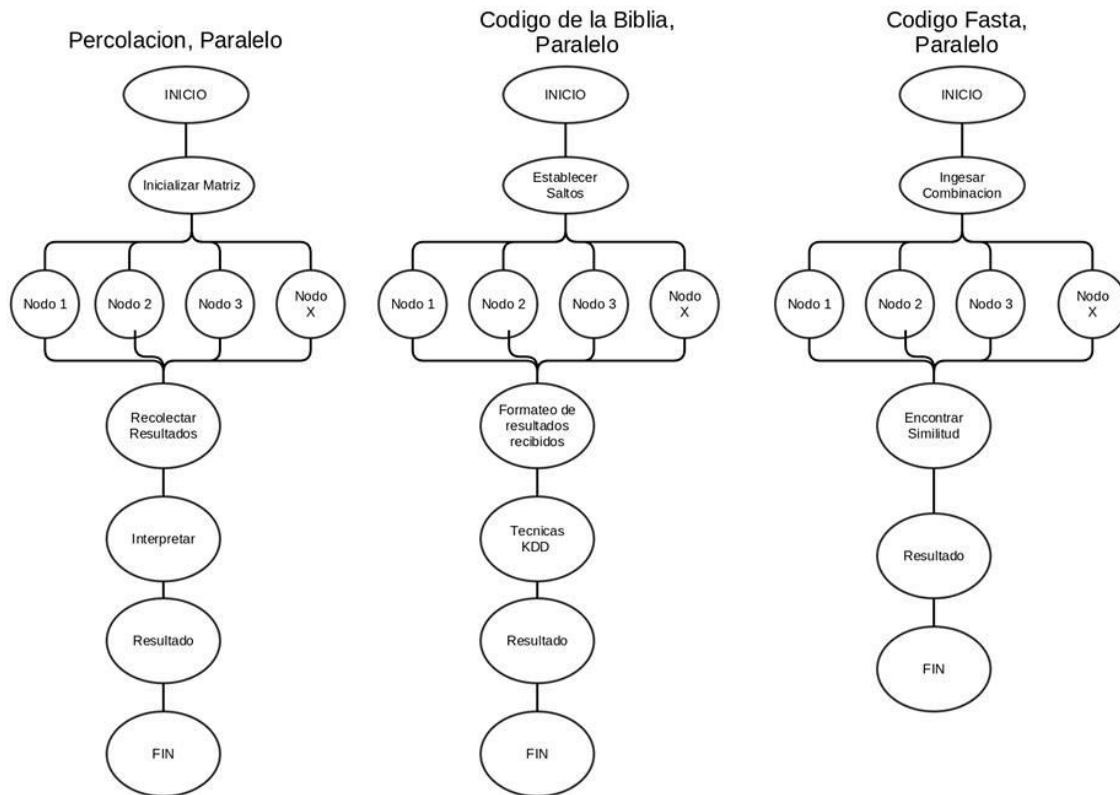 Percolacion, Paralelo
INICIO
Inicializar Matriz
Nodo 1
Nodo 2
Nodo 3
Nodo
X
Recolectar
Resultados
Interpretar
Resultado
FIN
Codigo de la Biblia,
Paralelo
INICIO
Establecer
Saltos
Nodo 1
Nodo 2
Nodo 3
Nodo
X
Formateo de
resultados
recibidos
Tecnicas
KDD
Resultado
FIN
Codigo Fasta,
Paralelo
INICIO
Ingesar
Combinacion
Nodo 1
Nodo 2
Nodo 3
Nodo
X
Encontrar
Similitud
Resultado
FIN